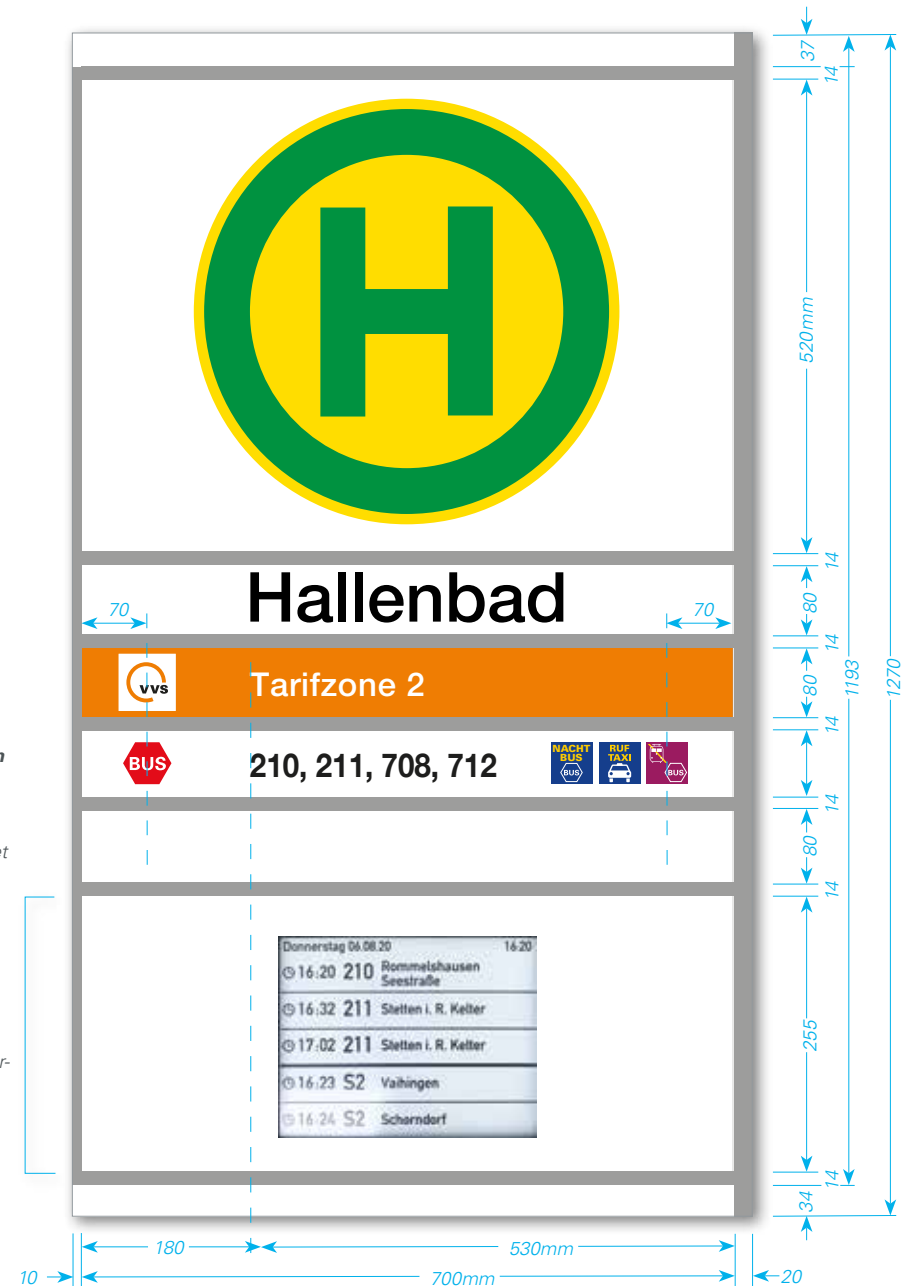 37
14
H
520mm
14
Hallenbad
70
70
80
14
vvs
Tarifzone 2
80
1193
1270
14
n
BUS
210, 211, 708, 712
NACHT
BUS
BUS
RUF
TAXI
BUS
14
et
80
14
Donnerstag 06.08.20 16:20
16:20 210 Rommelshausen
Seestraße
16:32 211 Stetten i. R. Kelter
17:02 211 Stetten i. R. Kelter
16:23 S2 Vaihingen
16:24 S2 Schorndorf
255
er-
14
34
180
530mm
10
700mm
20